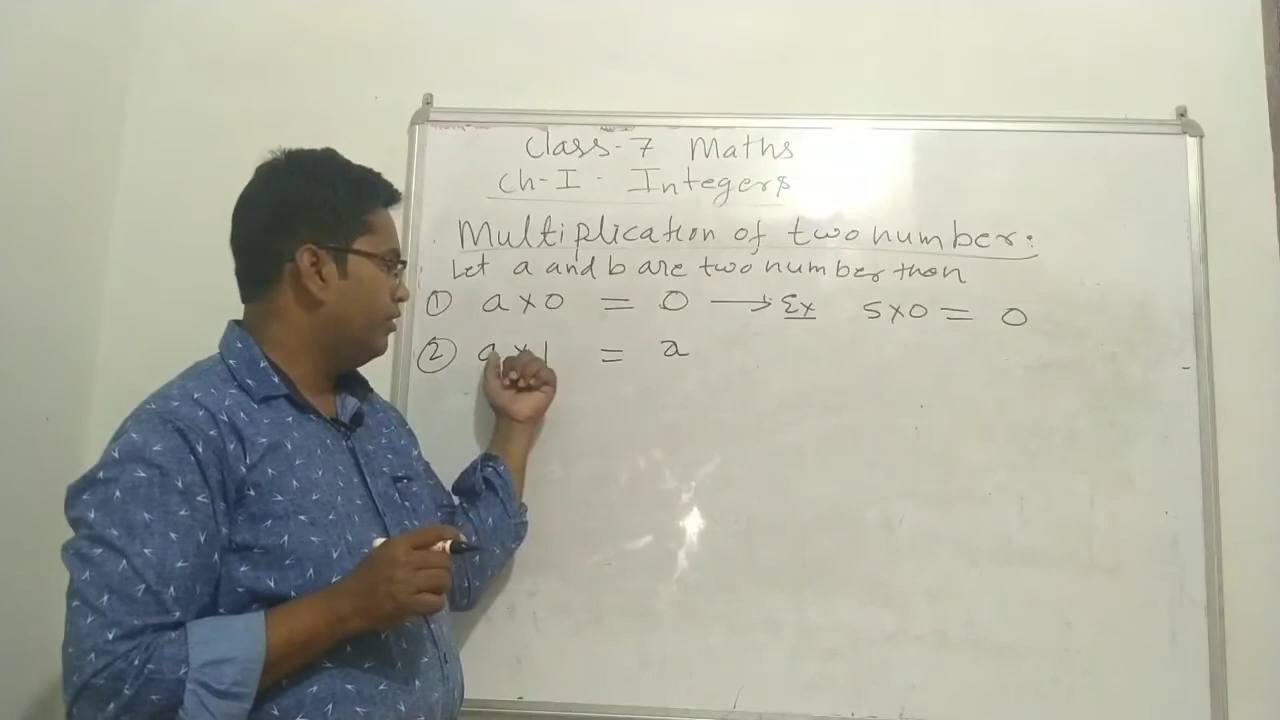 Class-7 Maths
Ch-I - Integers
Multiplication of two number:
Let a and b are two number then
① a × 0 = 0 → Ex 5 × 0 = 0
② a × 1 = a